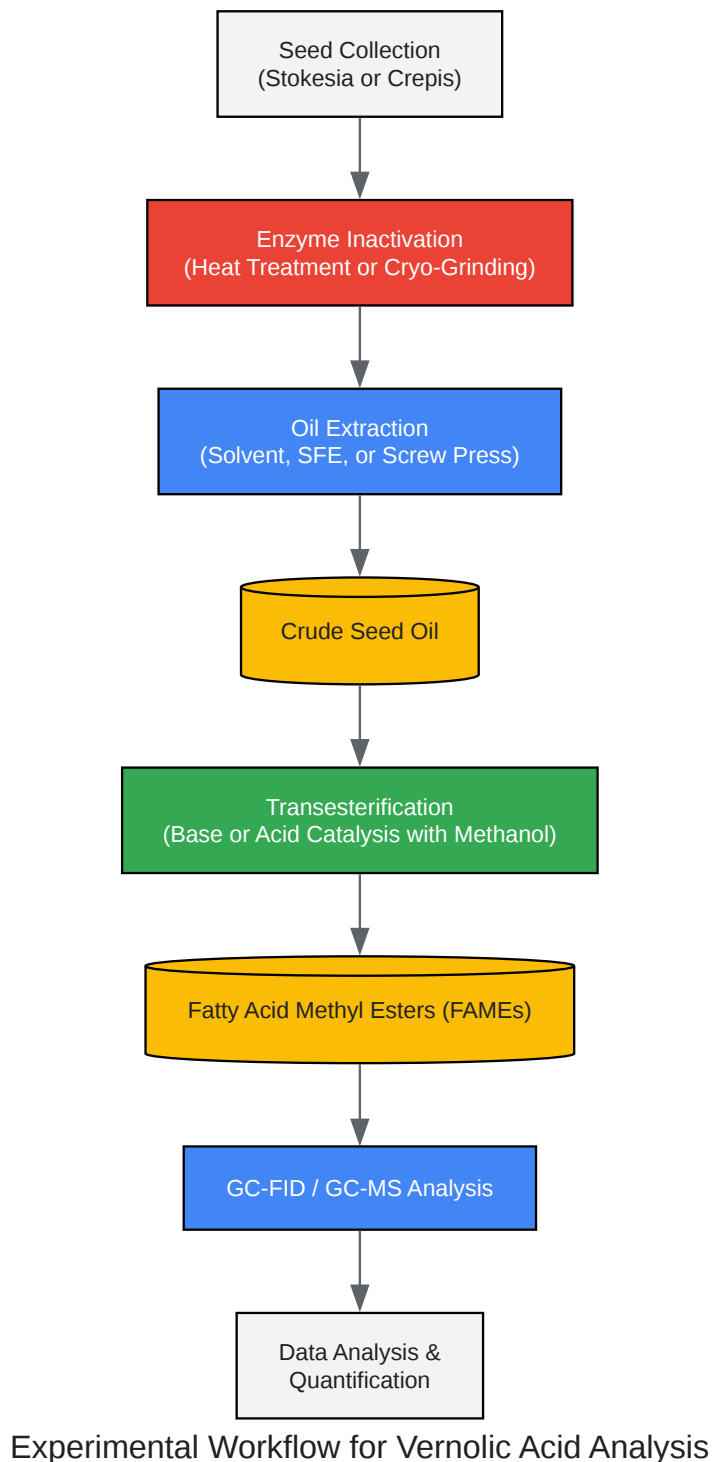 Seed Collection
(Stokesia or Crepis)
Enzyme Inactivation
(Heat Treatment or Cryo-Grinding)
Oil Extraction
(Solvent, SFE, or Screw Press)
Crude Seed Oil
Transesterification
(Base or Acid Catalysis with Methanol)
Fatty Acid Methyl Esters (FAMEs)
GC-FID / GC-MS Analysis
Data Analysis &
Quantification
Experimental Workflow for Vernolic Acid Analysis